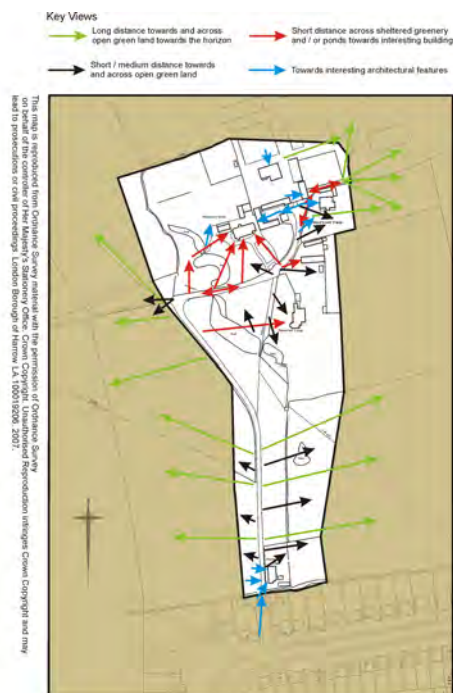 Key Views
Long distance towards and across
open green land towards the horizon
Short distance across sheltered greenery
and / or ponds towards interesting building
Short / medium distance towards
and across open green land
Towards interesting architectural features
This map is reproduced from Ordnance Survey material with the permission of Ordnance Survey
on behalf of the controller of Her Majesty's Stationery Office. Crown Copyright. Unauthorised Reproduction infringes Crown Copyright and may
lead to prosecutions or civil proceedings. London Borough of Harrow LA.100019206. 2007.